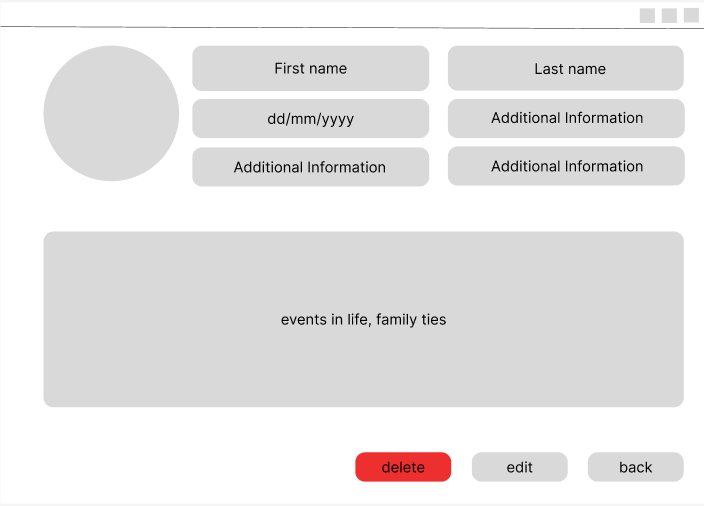 First name
Last name
dd/mm/yyyy
Additional Information
Additional Information
Additional Information
events in life, family ties
delete
edit
back